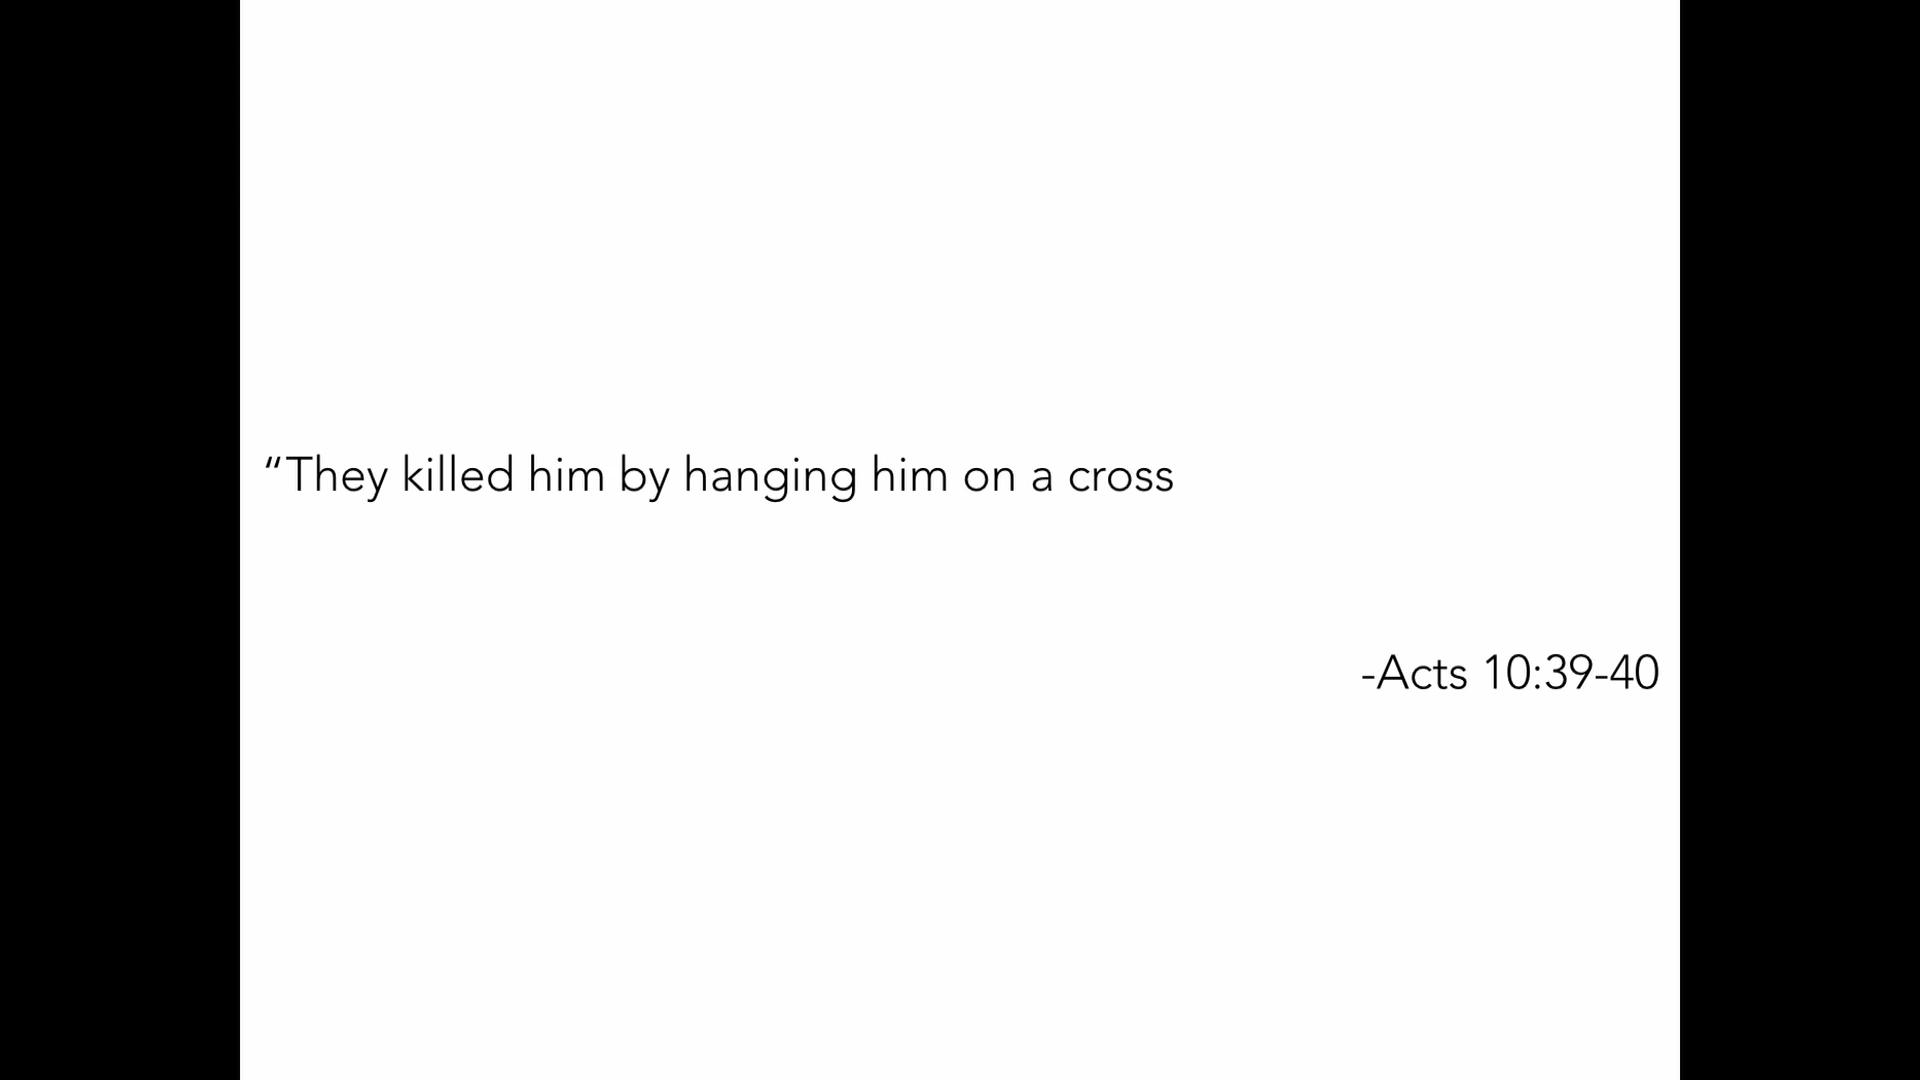 “They killed him by hanging him on a cross
-Acts 10:39-40